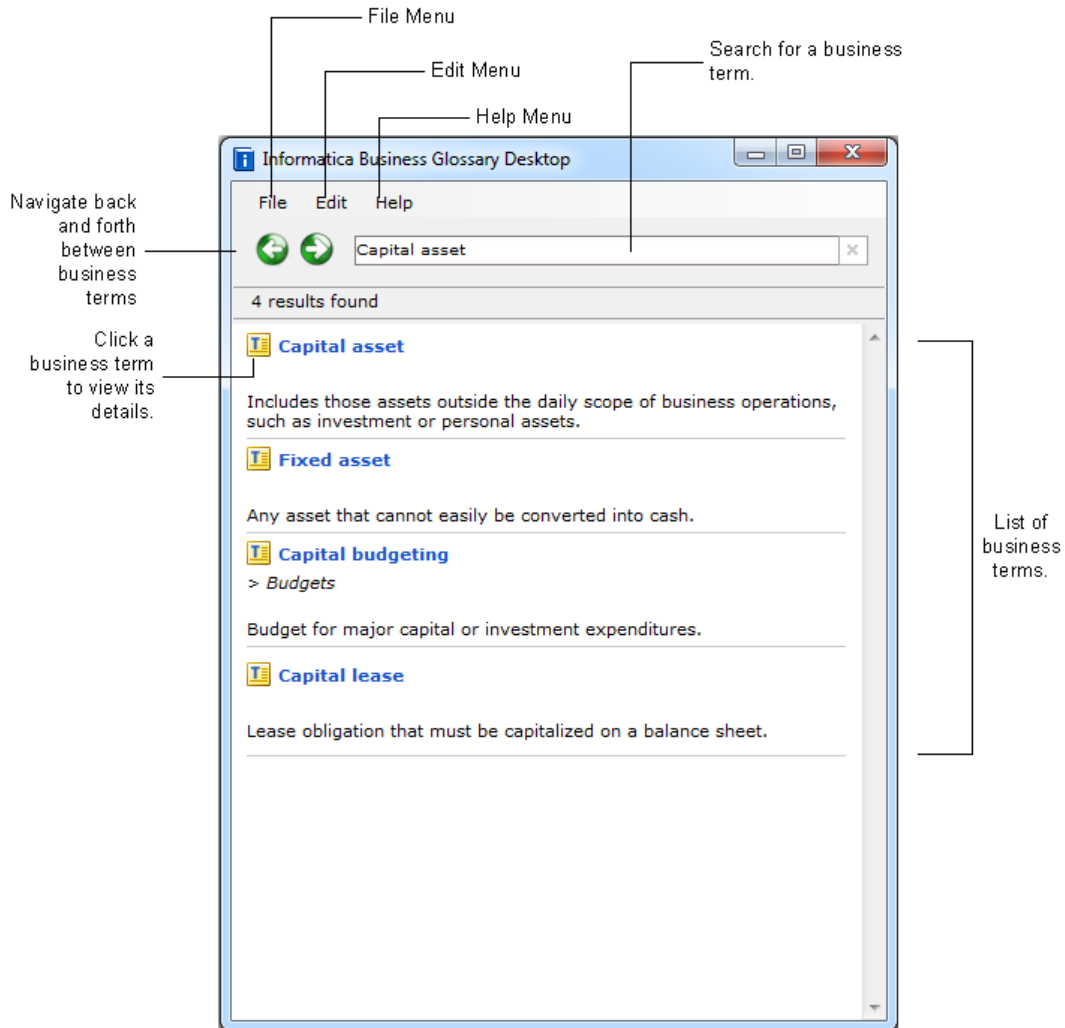 File Menu
Search for a business
term.
Edit Menu
Help Menu
Informatica Business Glossary Desktop
File Edit Help
Navigate back
and forth
between
business
terms
Capital asset
4 results found
Click a
business term
to view its
details.
Capital asset
Includes those assets outside the daily scope of business operations,
such as investment or personal assets.
Fixed asset
Any asset that cannot easily be converted into cash.
Capital budgeting
> Budgets
Budget for major capital or investment expenditures.
Capital lease
Lease obligation that must be capitalized on a balance sheet.
List of
business
terms.